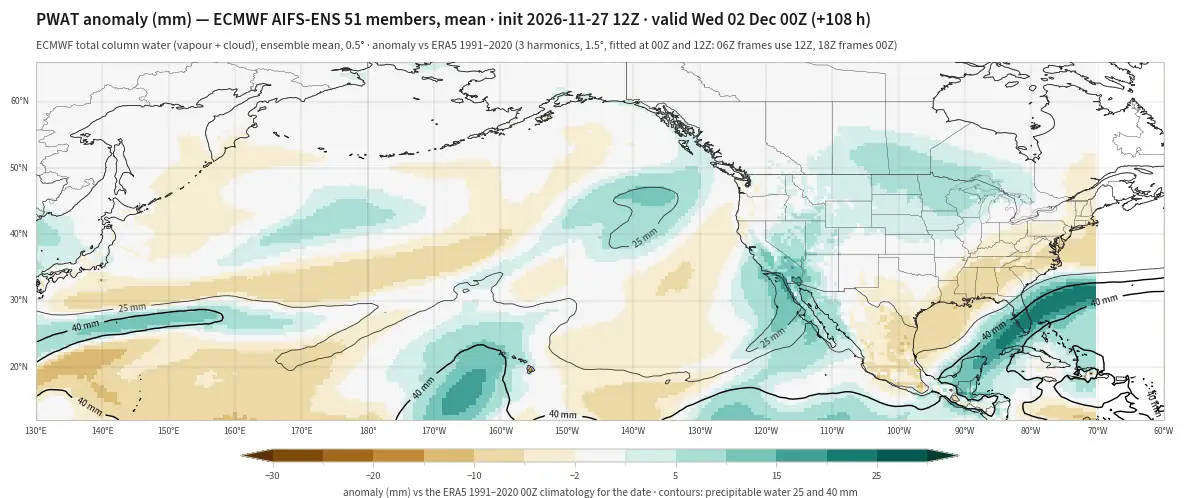 PWAT anomaly (mm) — ECMWF AIFS-ENS 51 members, mean · init 2026-11-27 12Z · valid Wed 02 Dec 00Z (+108 h)
ECMWF total column water (vapour + cloud), ensemble mean, 0.5° · anomaly vs ERA5 1991–2020 (3 harmonics, 1.5°, fitted at 00Z and 12Z: 06Z frames use 12Z, 18Z frames 00Z)
60°N
50°N
40°N
25 mm
30°N
25 mm
40 mm
40 mm
40 mm
25 mm
20°N
40 mm
40 mm
40 mm
40 mm
130°E 140°E 150°E 160°E 170°E 180° 170°W 160°W 150°W 140°W 130°W 120°W 110°W 100°W 90°W 80°W 70°W 60°W
−30 −20 −10 −2 5 15 25
anomaly (mm) vs the ERA5 1991–2020 00Z climatology for the date · contours: precipitable water 25 and 40 mm